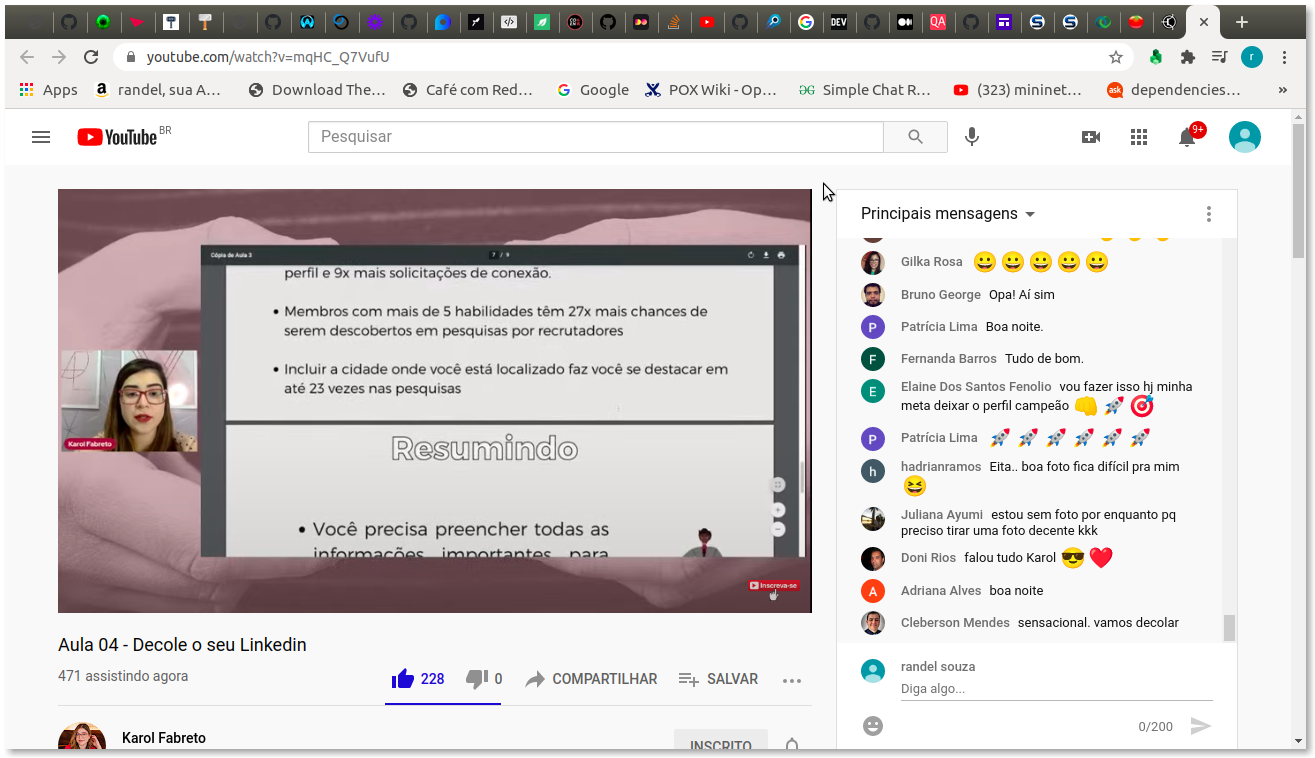 DEV
QA
youtube.com/watch?v=mqHC_Q7VufU
r
Apps
a randel, sua A…
Download The…
Café com Red…
G Google
POX Wiki - Op…
Simple Chat R…
(323) mininet…
ask dependencies…
»
YouTube BR
Pesquisar
9+
Cópia de Aula 3
7 / 9
perfil e 9x mais solicitações de conexão.
• Membros com mais de 5 habilidades têm 27x mais chances de
serem descobertos em pesquisas por recrutadores
• Incluir a cidade onde você está localizado faz você se destacar em
até 23 vezes nas pesquisas
Resumindo
• Você precisa preencher todas as
informações importantes para
Karol Fabreto
Inscreva-se
Aula 04 - Decole o seu Linkedin
471 assistindo agora
228
0
COMPARTILHAR
SALVAR
Karol Fabreto
INSCRITO
Principais mensagens
Gilka Rosa 😀😀😀😀😀
Bruno George Opa! Aí sim
P Patrícia Lima Boa noite.
F Fernanda Barros Tudo de bom.
E Elaine Dos Santos Fenolio vou fazer isso hj minha
meta deixar o perfil campeão 👊 🚀 🎯
P Patrícia Lima 🚀🚀🚀🚀🚀🚀
h hadrianramos Eita.. boa foto fica difícil pra mim
😆
Juliana Ayumi estou sem foto por enquanto pq
preciso tirar uma foto decente kkk
Doni Rios falou tudo Karol 😎❤️
A Adriana Alves boa noite
Cleberson Mendes sensacional. vamos decolar
randel souza
Diga algo...
0/200